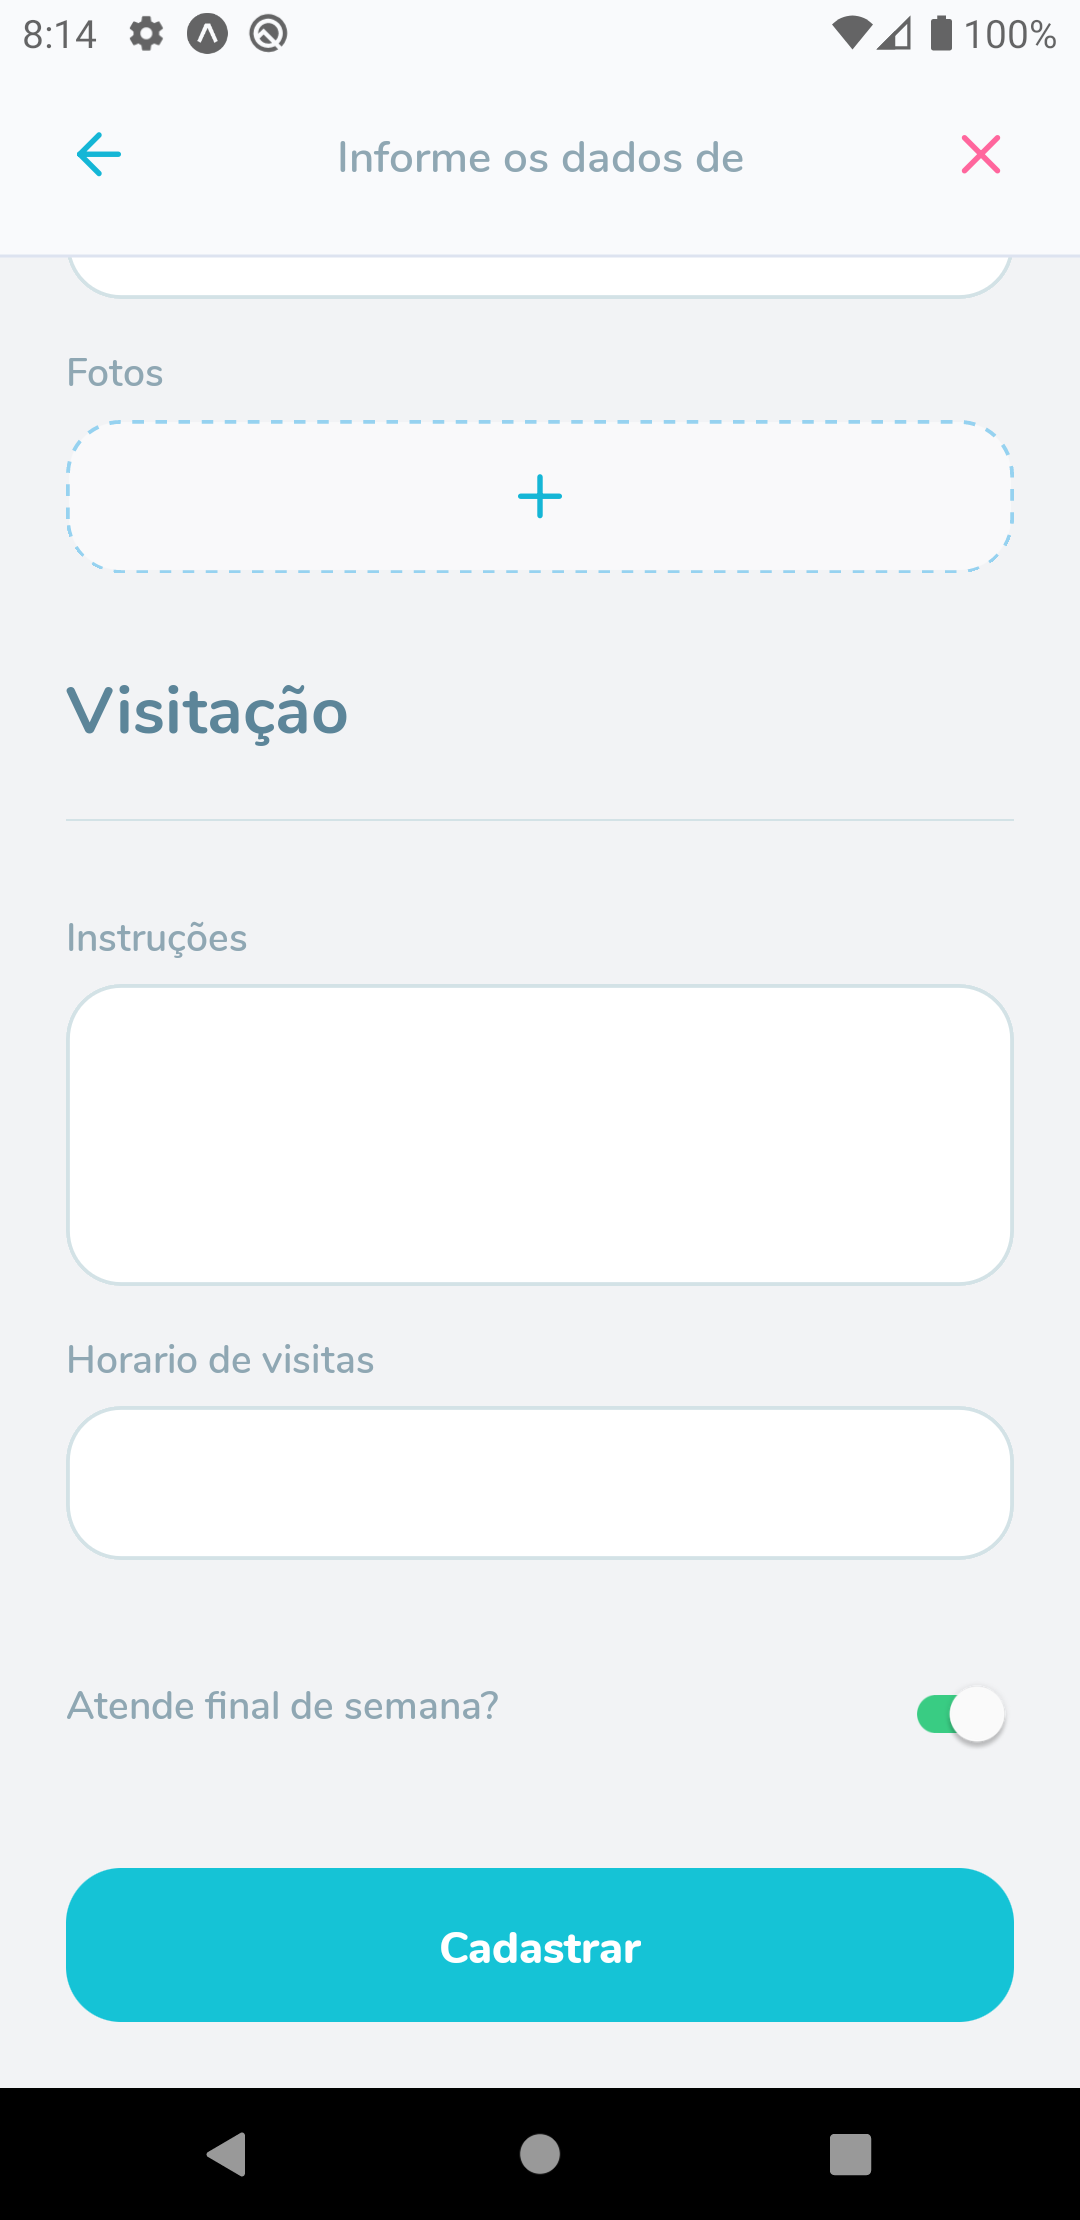 8:14
100%
Informe os dados de
Fotos
Visitação
Instruções
Horario de visitas
Atende final de semana?
Cadastrar